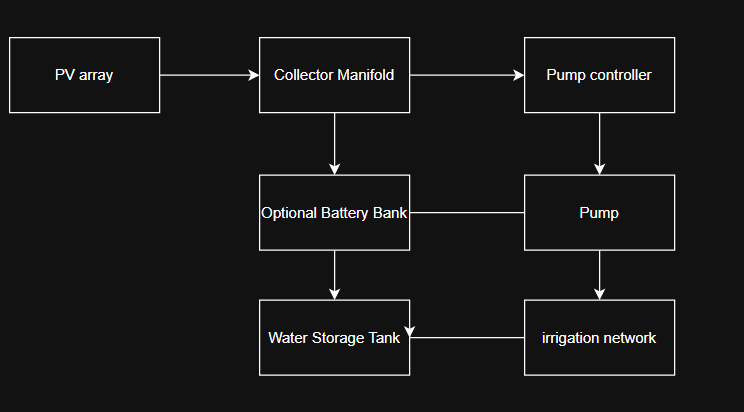 PV array
Collector Manifold
Pump controller
Optional Battery Bank
Pump
Water Storage Tank
irrigation network